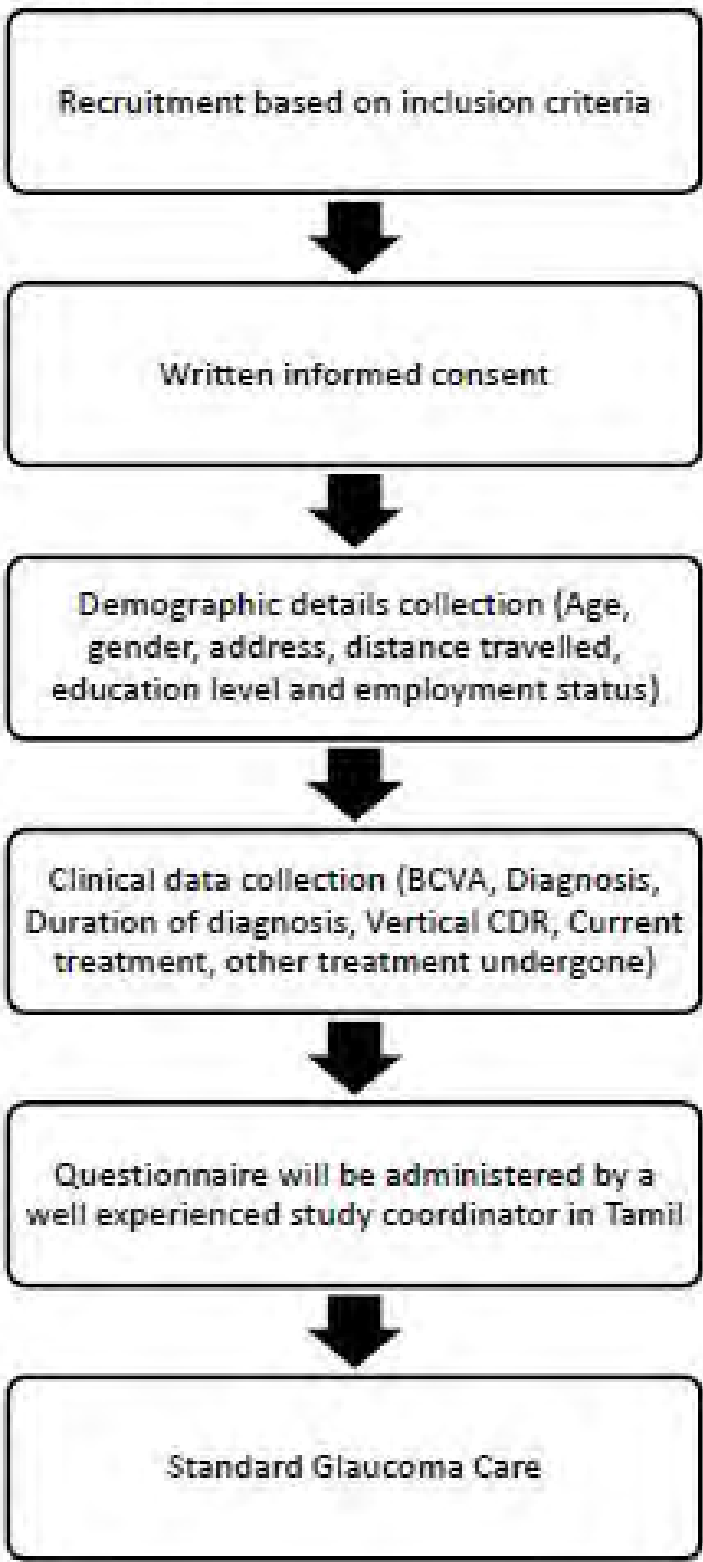 Recruitment based on inclusion criteria
Written informed consent
Demographic details collection (Age,
gender, address, distance travelled,
education level and employment status)
Clinical data collection (BCVA, Diagnosis,
Duration of diagnosis, Vertical CDR, Current
treatment, other treatment undergone)
Questionnaire will be administered by a
well experienced study coordinator in Tamil
Standard Glaucoma Care